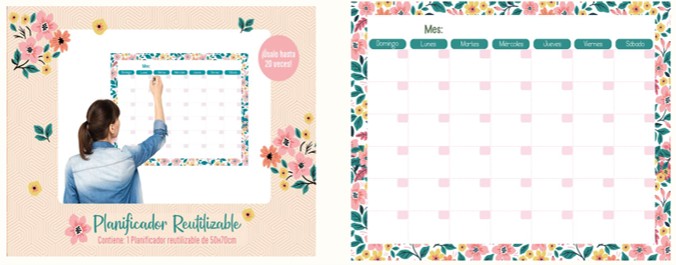 ¡Úsalo hasta
20 veces!
Mes:
Planificador Reutilizable
Contiene: 1 Planificador reutilizable de 50x70cm
Mes:
Domingo Lunes Martes Miércoles Jueves Viernes Sábado